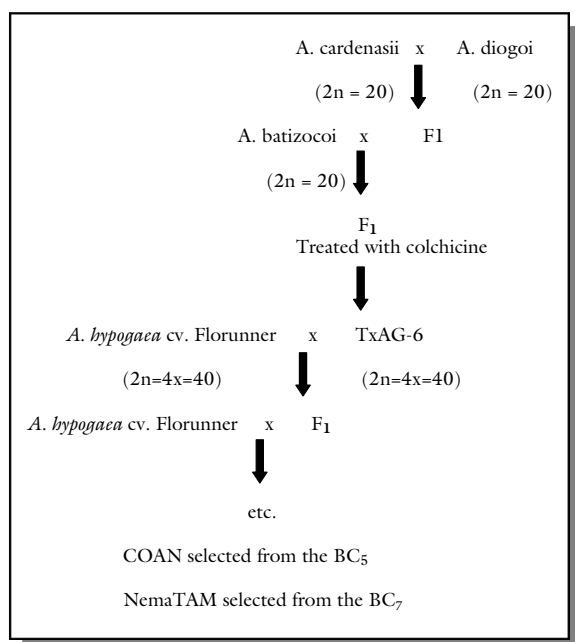 A. cardenasii x A. diogoi
(2n = 20) (2n = 20)
A. batizocoi x F1
(2n = 20)
F1
Treated with colchicine
A. hypogaea cv. Florunner x TxAG-6
(2n=4x=40) (2n=4x=40)
A. hypogaea cv. Florunner x F1
etc.
COAN selected from the BC5
NemaTAM selected from the BC7